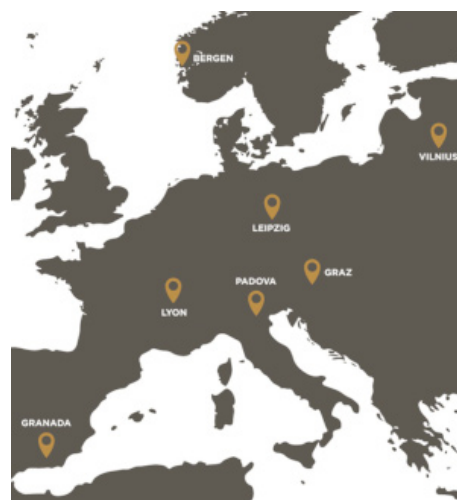 BERGEN
VILNIUS
LEIPZIG
GRAZ
PADOVA
LYON
GRANADA